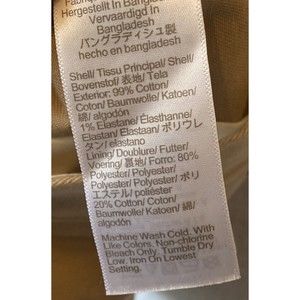 Hergestellt in Bangladesh
Vervaardigd in
Bangladesh
バングラディシュ製
hecho en bangladesh
Shell/ Tissu Principal/ Shell/
Bovenstof/ 表地/ Tela
Exterior: 99% Cotton/
Coton/ Baumwolle/ Katoen/
綿/ algodón
1% Elastane/ Élasthanne/
Elastan/ Elastaan/ ポリウレ
タン/ elastano
Lining/ Doublure/ Futter/
Voering/ 裏地/ Forro: 80%
Polyester/ Polyester/
Polyester/ Polyester/ ポリ
エステル/ poliéster
20% Cotton/ Coton/
Baumwolle/ Katoen/ 綿/
algodón
Machine Wash Cold. With
Like Colors. Non-chlorine
Bleach Only. Tumble Dry
Low. Iron On Lowest
Setting.